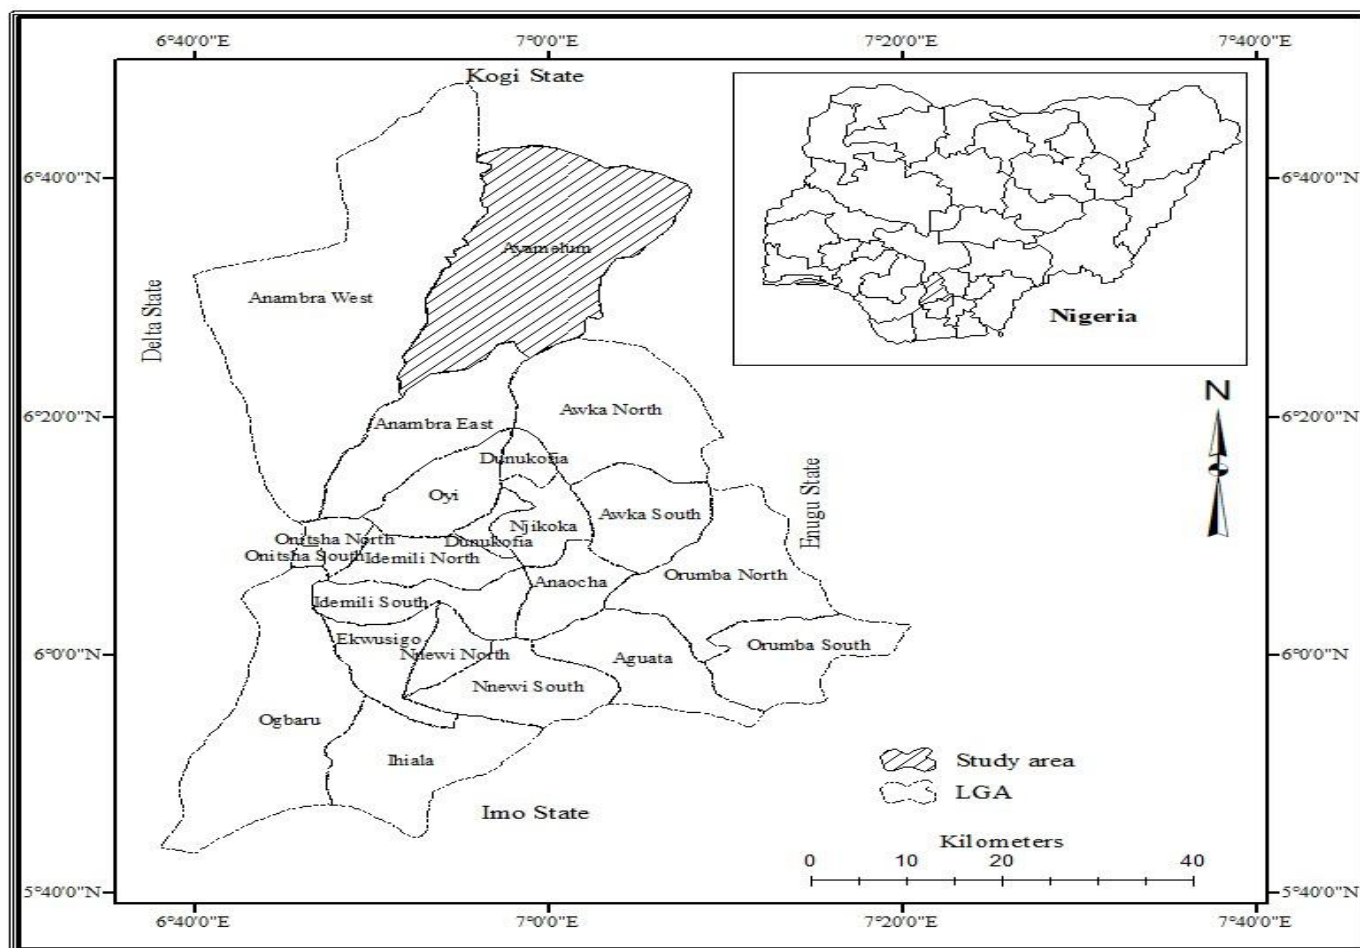 6°40'0"E 7°0'0"E 7°20'0"E 7°40'0"E
Kogi State
6°40'0"N 6°40'0"N
Ayamelum
Anambra West
Delta State
Nigeria
N
6°20'0"N 6°20'0"N
Awka North
Anambra East
Dunukofia
Oyi
Enugu State
Awka South
Njikoka
Onitsha North
Dunukofia
Onitsha South
Idemili North
Orumba North
Anaocha
Idemili South
Ekwusigo
Orumba South
6°0'0"N 6°0'0"N
Nnewi North
Aguata
Nnewi South
Ogbaru
Ihiala
Study area
LGA
Imo State
Kilometers
0 10 20 40
5°40'0"N 5°40'0"N
6°40'0"E 7°0'0"E 7°20'0"E 7°40'0"E